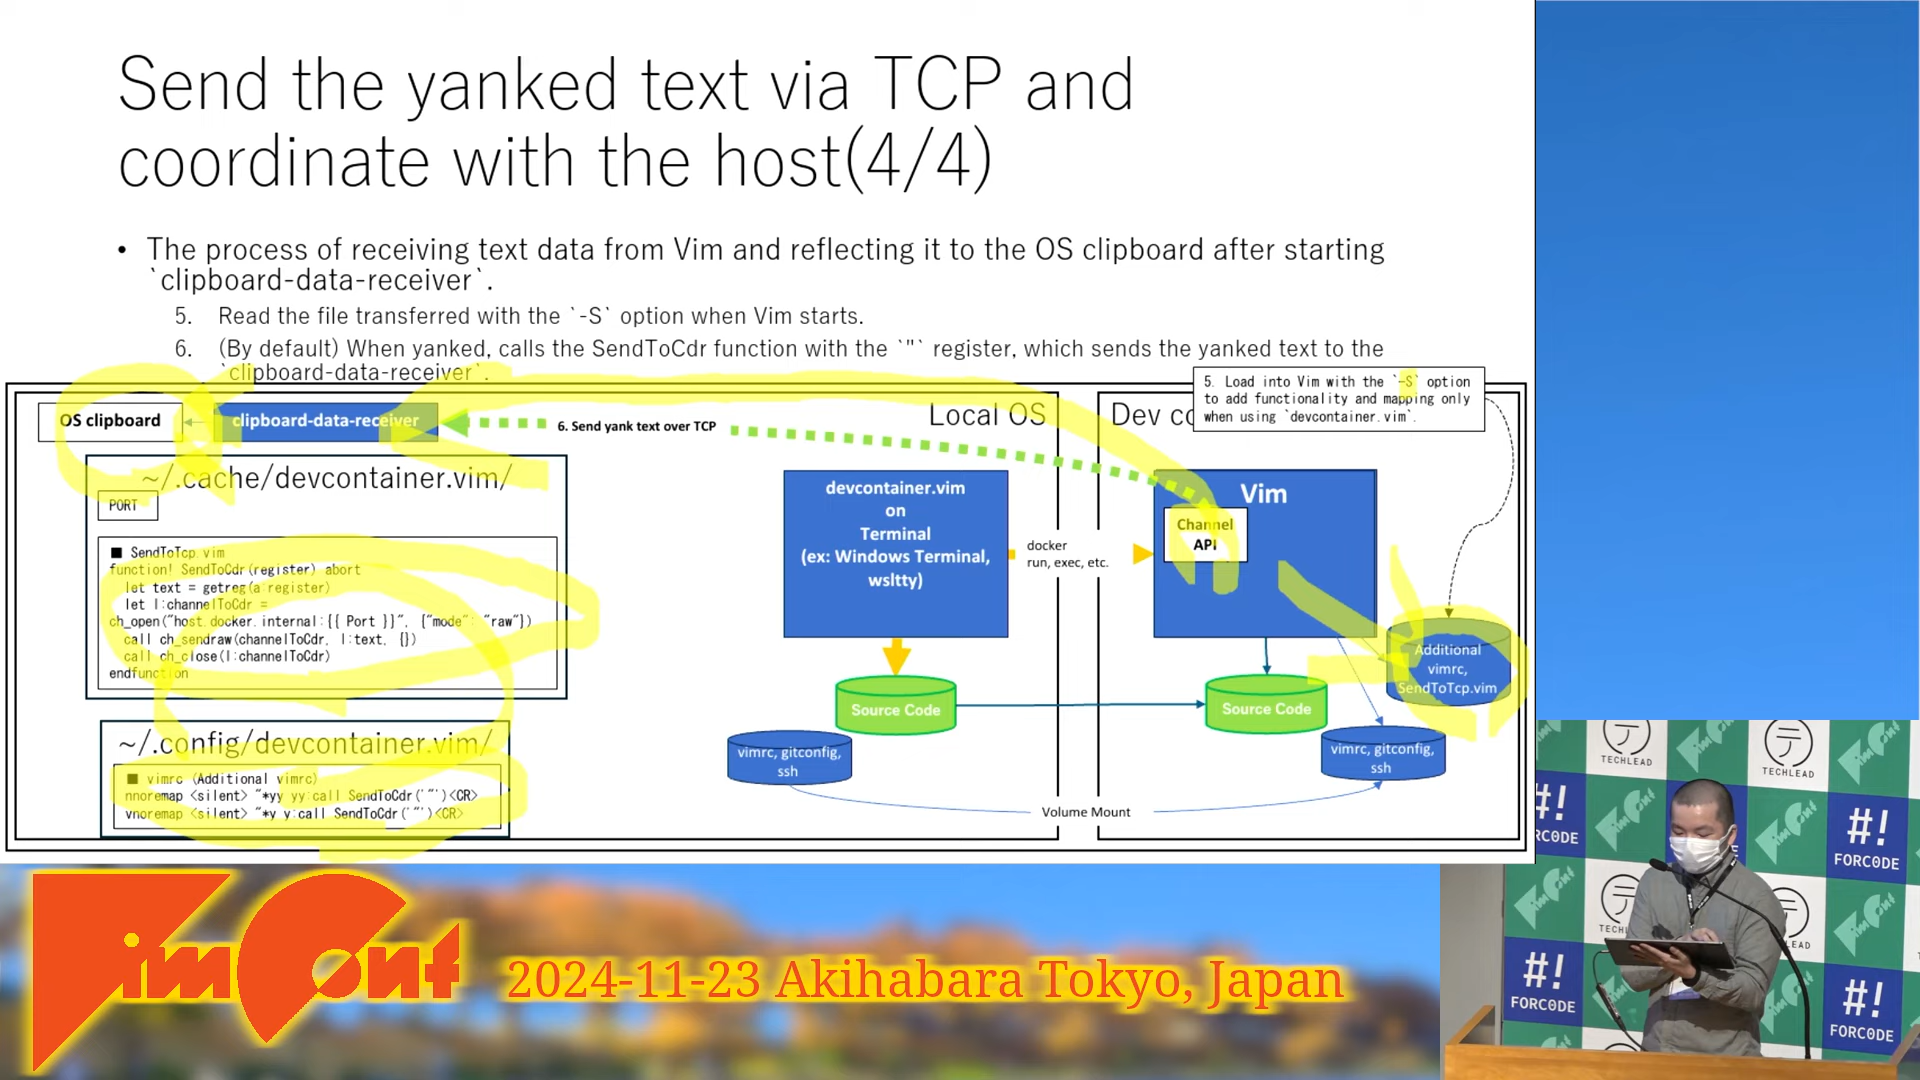 Send the yanked text via TCP and
coordinate with the host(4/4)
• The process of receiving text data from Vim and reflecting it to the OS clipboard after starting
`clipboard-data-receiver`.
5. Read the file transferred with the `-S` option when Vim starts.
6. (By default) When yanked, calls the SendToCdr function with the `"` register, which sends the yanked text to the
`clipboard-data-receiver`.
5. Load into Vim with the `-S` option
to add functionality and mapping only
when using `devcontainer.vim`.
OS clipboard
clipboard-data-receiver
6. Send yank text over TCP
Local OS
Dev co
~/.cache/devcontainer.vim/
PORT
■ SendToTcp.vim
function! SendToCdr(register) abort
let text = getreg(a:register)
let l:channelToCdr =
ch_open("host.docker.internal:{{ Port }}", {"mode": "raw"})
call ch_sendraw(channelToCdr, l:text, {})
call ch_close(l:channelToCdr)
endfunction
devcontainer.vim
on
Terminal
(ex: Windows Terminal,
wsltty)
docker
run, exec, etc.
Vim
Channel
API
Additional
vimrc,
SendToTcp.vim
Source Code
Source Code
vimrc, gitconfig,
ssh
vimrc, gitconfig,
ssh
Volume Mount
~/.config/devcontainer.vim/
■ vimrc (Additional vimrc)
nnoremap <silent> "*yy yy:call SendToCdr('"')<CR>
vnoremap <silent> "*y y:call SendToCdr('"')<CR>
VimConf
2024-11-23 Akihabara Tokyo, Japan
TECHLEAD
TECHLEAD
#!
FORC0DE
#!
FORC0DE
VimConf
VimConf
#!
FORC0DE
#!
FORC0DE